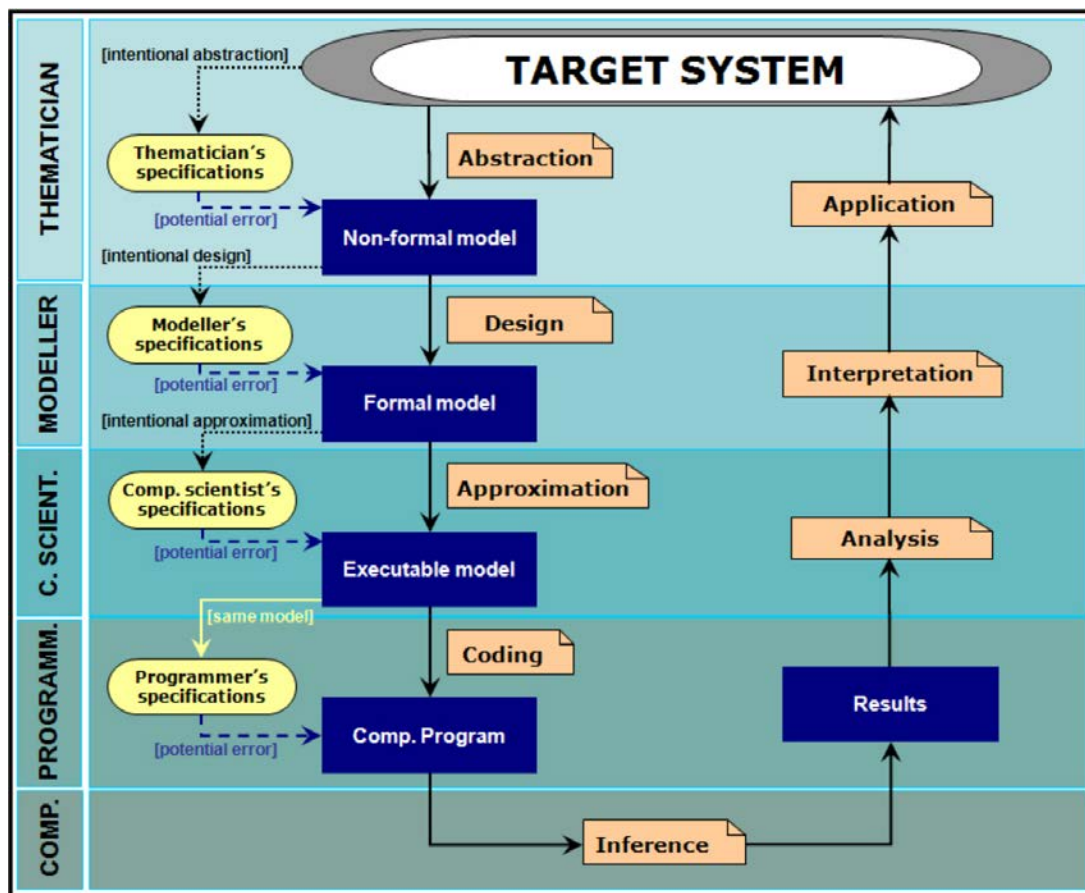 THEMATICIAN
[intentional abstraction]
TARGET SYSTEM
Thematician's
specifications
Abstraction
[potential error]
Non-formal model
Application
[intentional design]
MODELLER
Modeller's
specifications
Design
[potential error]
Formal model
Interpretation
[intentional approximation]
C. SCIENT.
Comp. scientist's
specifications
Approximation
[potential error]
Executable model
Analysis
[same model]
PROGRAMM.
Programmer's
specifications
Coding
[potential error]
Comp. Program
Results
COMP.
Inference